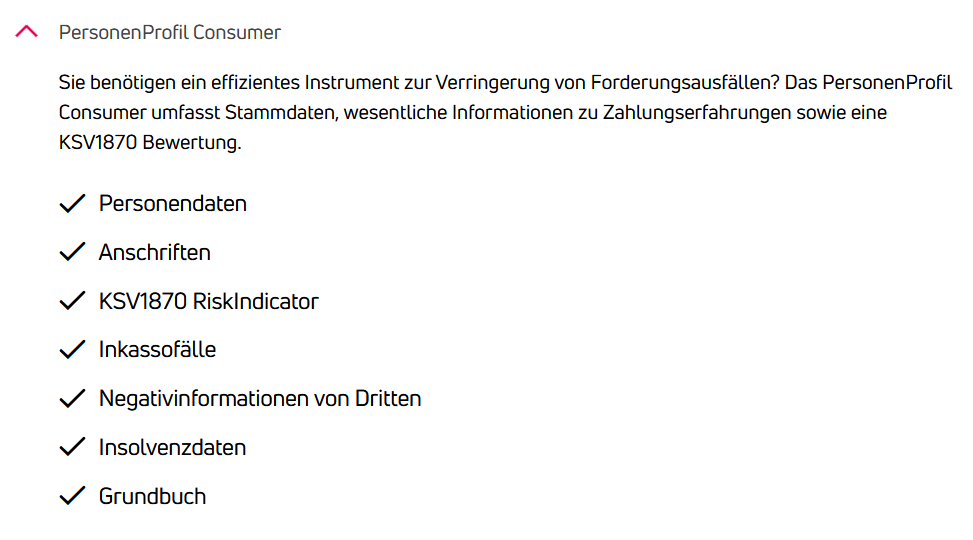 PersonenProfil Consumer
Sie benötigen ein effizientes Instrument zur Verringerung von Forderungsausfällen? Das PersonenProfil
Consumer umfasst Stammdaten, wesentliche Informationen zu Zahlungserfahrungen sowie eine
KSV1870 Bewertung.
Personendaten
Anschriften
KSV1870 RiskIndicator
Inkassofälle
Negativinformationen von Dritten
Insolvenzdaten
Grundbuch